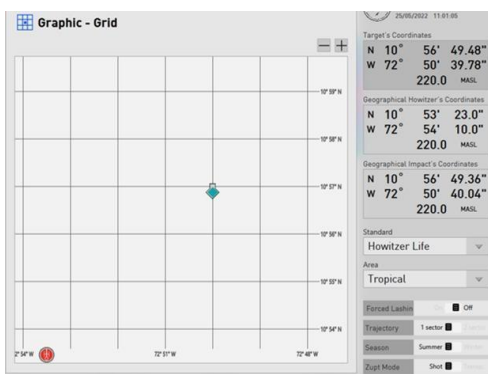 Graphic - Grid
25/05/2022 11:01:05
Target's Coordinates
N 10° 56' 49.48"
W 72° 50' 39.78"
220.0 MASL
Geographical Howitzer's Coordinates
N 10° 53' 23.0"
W 72° 54' 10.0"
220.0 MASL
Geographical Impact's Coordinates
N 10° 56' 49.36"
W 72° 50' 40.04"
220.0 MASL
Standard
Howitzer Life
Area
Tropical
Forced Lashin Off
Trajectory 1 sector
Season Summer
Zupt Mode Shot
10° 59" N
10° 58" N
10° 57" N
10° 56" N
10° 55" N
10° 54" N
2° 54" W
72° 51" W
72° 48" W